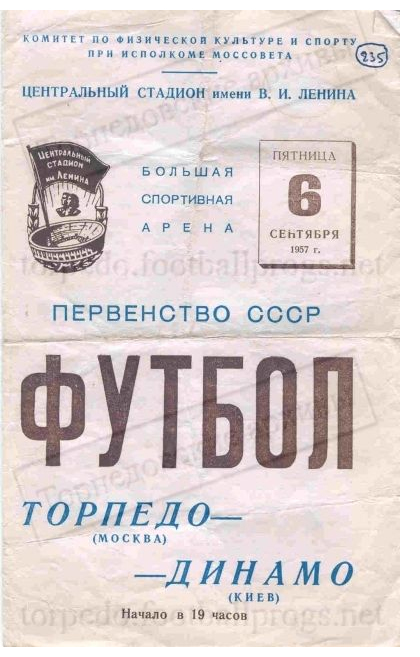 КОМИТЕТ ПО ФИЗИЧЕСКОЙ КУЛЬТУРЕ И СПОРТУ
ПРИ ИСПОЛКОМЕ МОССОВЕТА
235
ЦЕНТРАЛЬНЫЙ СТАДИОН имени В. И. ЛЕНИНА
ЦЕНТРАЛЬНЫЙ
СТАДИОН
им ЛЕНИНА
БОЛЬШАЯ
СПОРТИВНАЯ
АРЕНА
ПЯТНИЦА
6
СЕНТЯБРЯ
1957 г.
torpedo.footballprogs.net
ПЕРВЕНСТВО СССР
ФУТБОЛ
ТОРПЕДО—
(МОСКВА)
—ДИНАМО
(КИЕВ)
Начало в 19 часов
torpedo.footballprogs.net